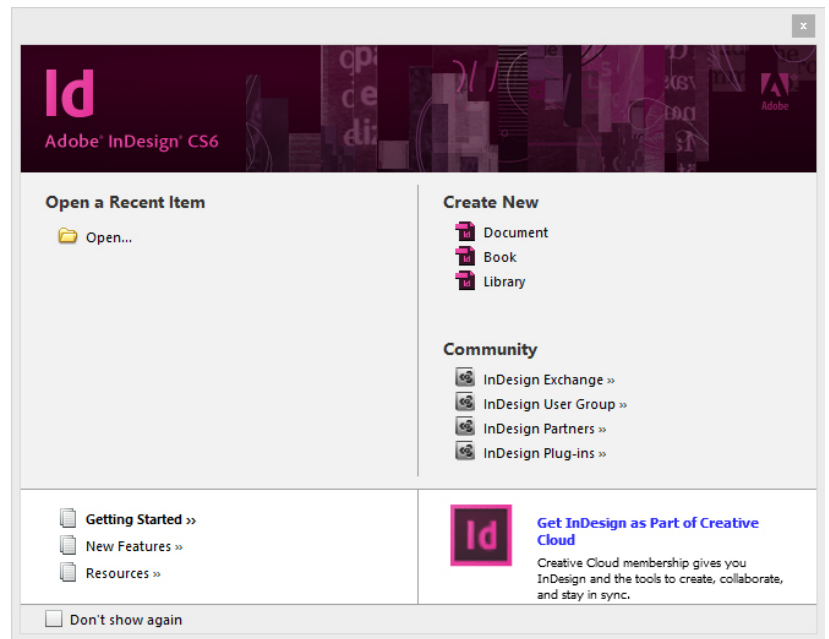 x
Id
Adobe® InDesign® CS6
Adobe
Open a Recent Item
Open...
Create New
Document
Book
Library
Community
InDesign Exchange »
InDesign User Group »
InDesign Partners »
InDesign Plug-ins »
Getting Started »
New Features »
Resources »
Id
Get InDesign as Part of Creative
Cloud
Creative Cloud membership gives you
InDesign and the tools to create, collaborate,
and stay in sync.
Don't show again